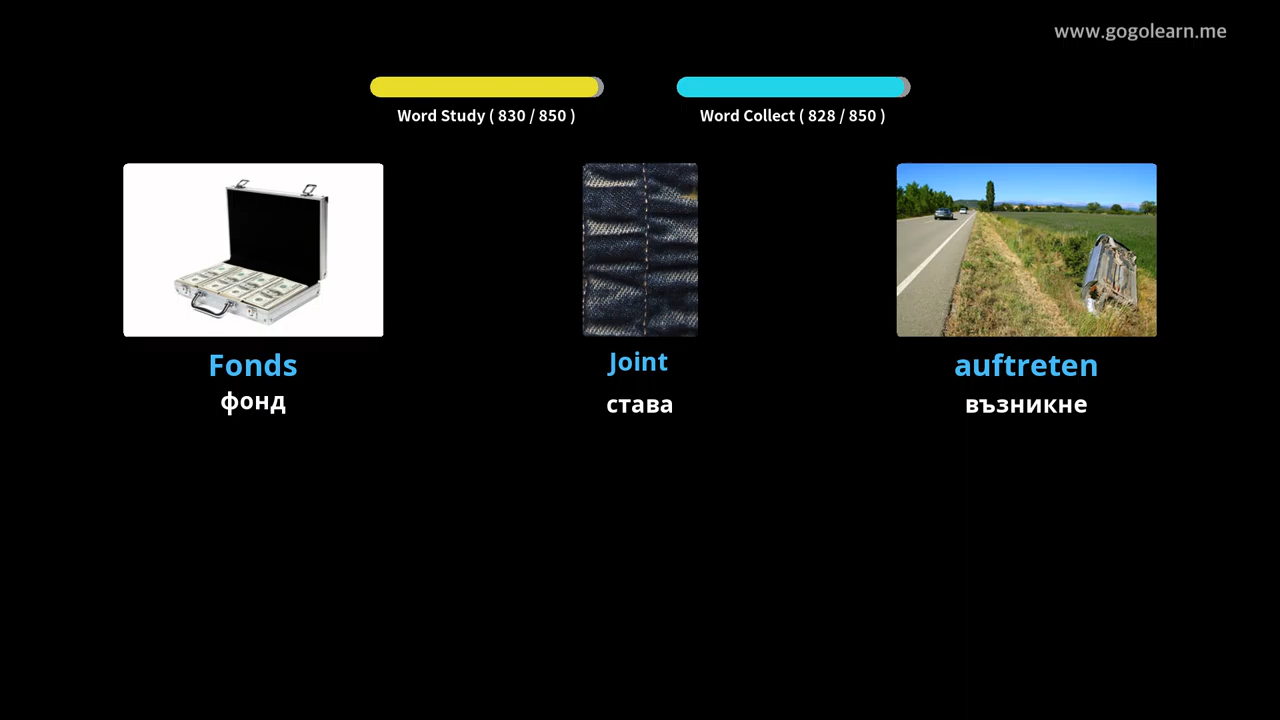 www.gogolearn.me
Word Study ( 830 / 850 )
Word Collect ( 828 / 850 )
Fonds
фонд
Joint
става
auftreten
възникне